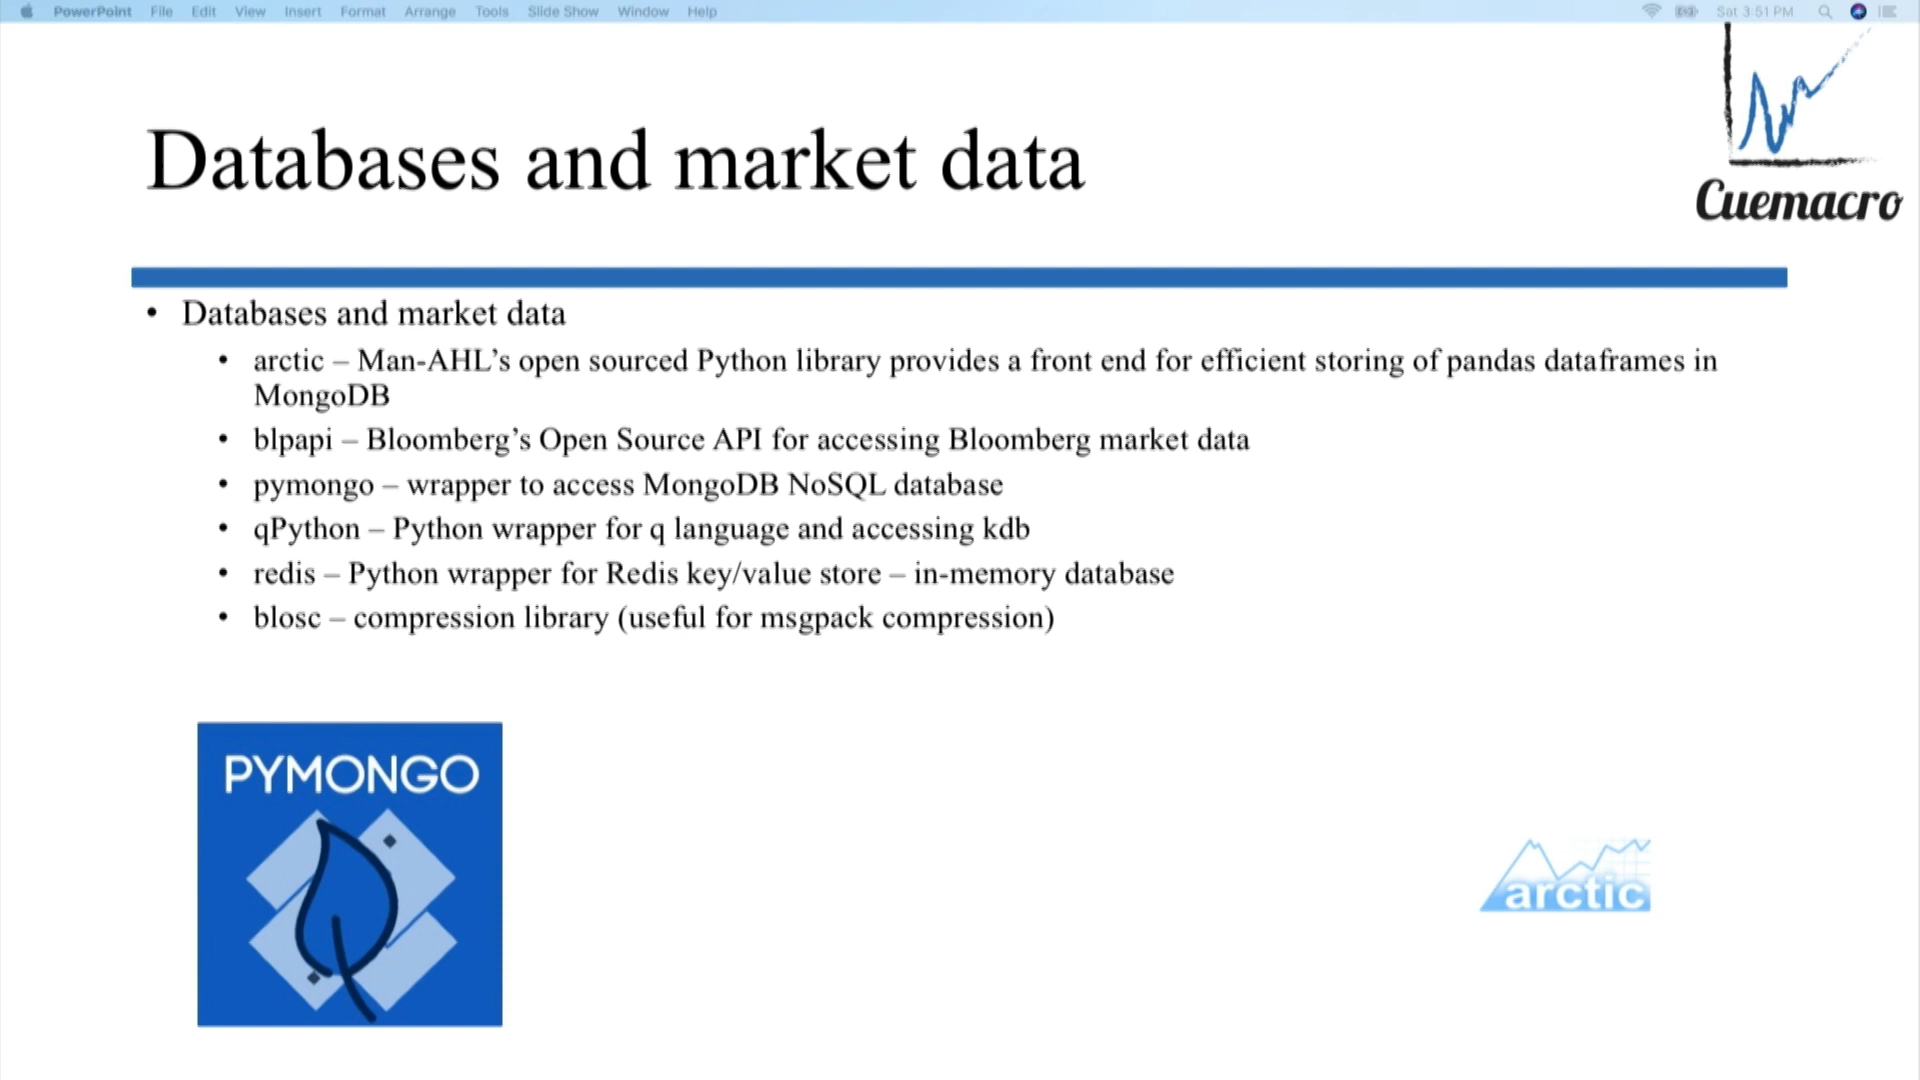 PowerPoint File Edit View Insert Format Arrange Tools Slide Show Window Help Sat 3:51 PM
Cuemacro
Databases and market data
• Databases and market data
• arctic – Man-AHL’s open sourced Python library provides a front end for efficient storing of pandas dataframes in
MongoDB
• blpapi – Bloomberg’s Open Source API for accessing Bloomberg market data
• pymongo – wrapper to access MongoDB NoSQL database
• qPython – Python wrapper for q language and accessing kdb
• redis – Python wrapper for Redis key/value store – in-memory database
• blosc – compression library (useful for msgpack compression)
PYMONGO
arctic